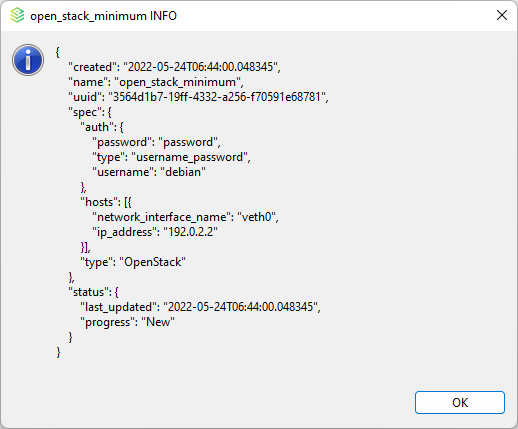 open_stack_minimum INFO
{
"created": "2022-05-24T06:44:00.048345",
"name": "open_stack_minimum",
"uuid": "3564d1b7-19ff-4332-a256-f70591e68781",
"spec": {
"auth": {
"password": "password",
"type": "username_password",
"username": "debian"
},
"hosts": [{
"network_interface_name": "veth0",
"ip_address": "192.0.2.2"
}],
"type": "OpenStack"
},
"status": {
"last_updated": "2022-05-24T06:44:00.048345",
"progress": "New"
}
}
OK